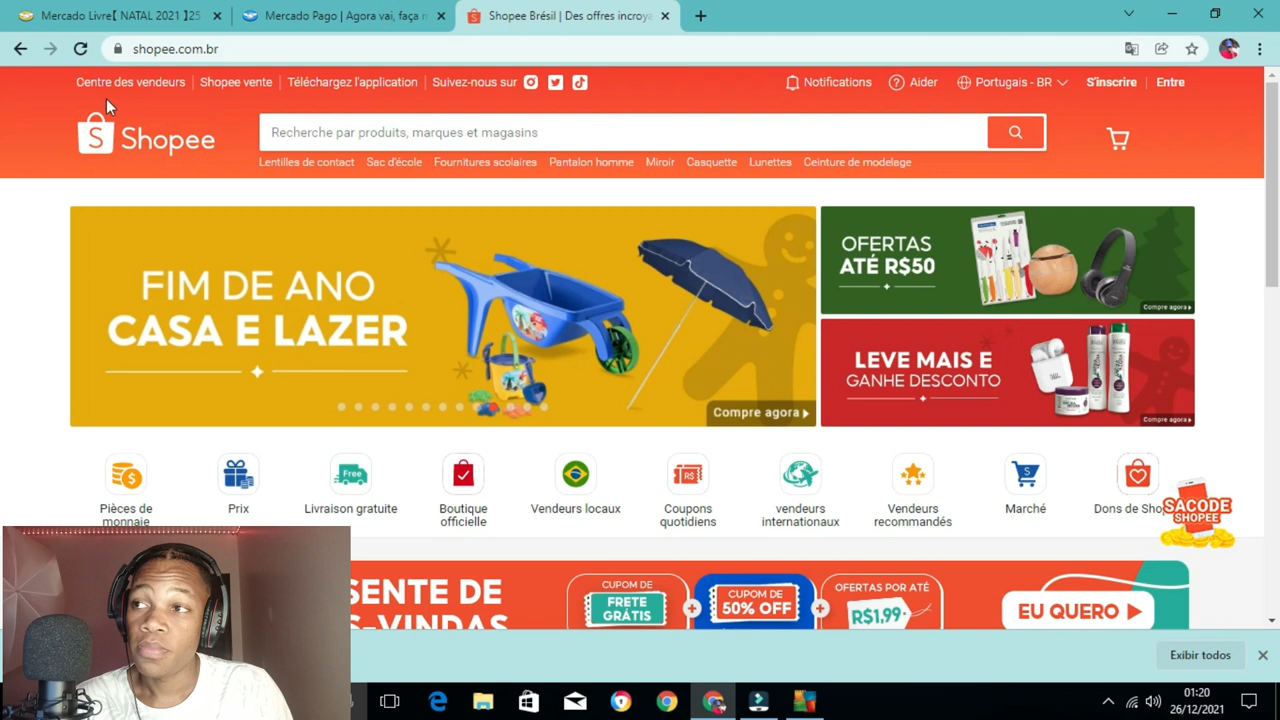 Mercado Livre【 NATAL 2021 】25
Mercado Pago | Agora vai, faça m
Shopee Brésil | Des offres incroya
shopee.com.br
Centre des vendeurs
Shopee vente
Téléchargez l'application
Suivez-nous sur
Notifications
Aider
Portugais - BR
S'inscrire
Entre
Shopee
Recherche par produits, marques et magasins
Lentilles de contact
Sac d'école
Fournitures scolaires
Pantalon homme
Miroir
Casquette
Lunettes
Ceinture de modelage
FIM DE ANO
CASA E LAZER
Compre agora
OFERTAS
ATÉ R$50
Compre agora
LEVE MAIS E
GANHE DESCONTO
Compre agora
Free
R$
Pièces de
monnaie
Prix
Livraison gratuite
Boutique
officielle
Vendeurs locaux
Coupons
quotidiens
vendeurs
internationaux
Vendeurs
recommandés
Marché
Dons de Sho
SACODE
SHOPEE
SENTE DE
S-VINDAS
CUPOM DE
FRETE
GRÁTIS
CUPOM DE
50% OFF
OFERTAS POR ATÉ
R$1,99
EU QUERO
Exibir todos
01:20
26/12/2021